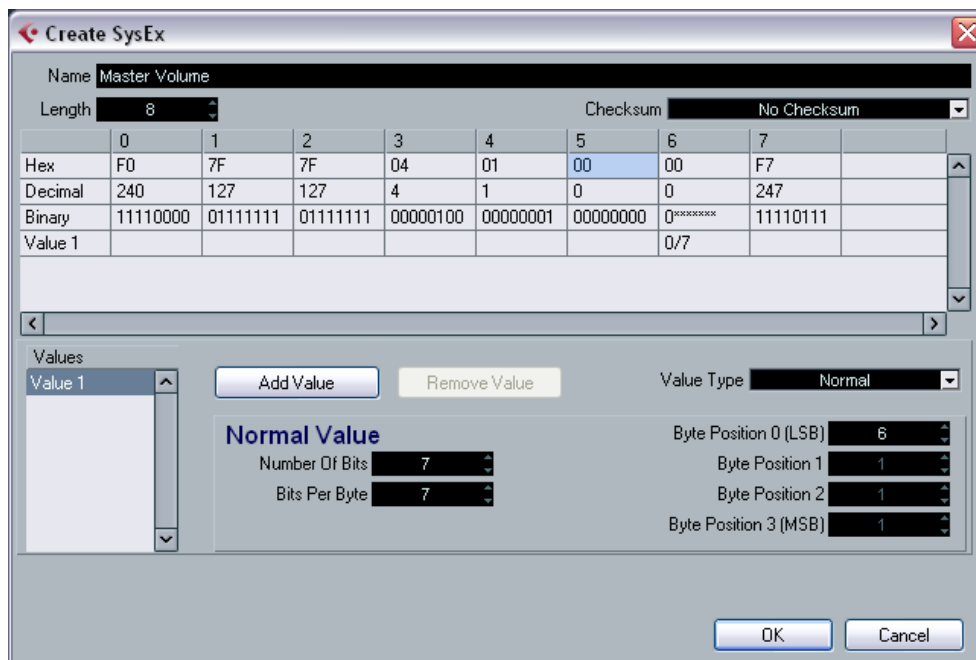 Create SysEx
Name Master Volume
Length 8 Checksum No Checksum
0 1 2 3 4 5 6 7
Hex F0 7F 7F 04 01 00 00 F7
Decimal 240 127 127 4 1 0 0 247
Binary 11110000 01111111 01111111 00000100 00000001 00000000 0******* 11110111
Value 1 0/7
Values
Value 1
Add Value Remove Value Value Type Normal
Normal Value
Byte Position 0 (LSB) 6
Number Of Bits 7 Byte Position 1 1
Bits Per Byte 7 Byte Position 2 1
Byte Position 3 (MSB) 1
OK Cancel